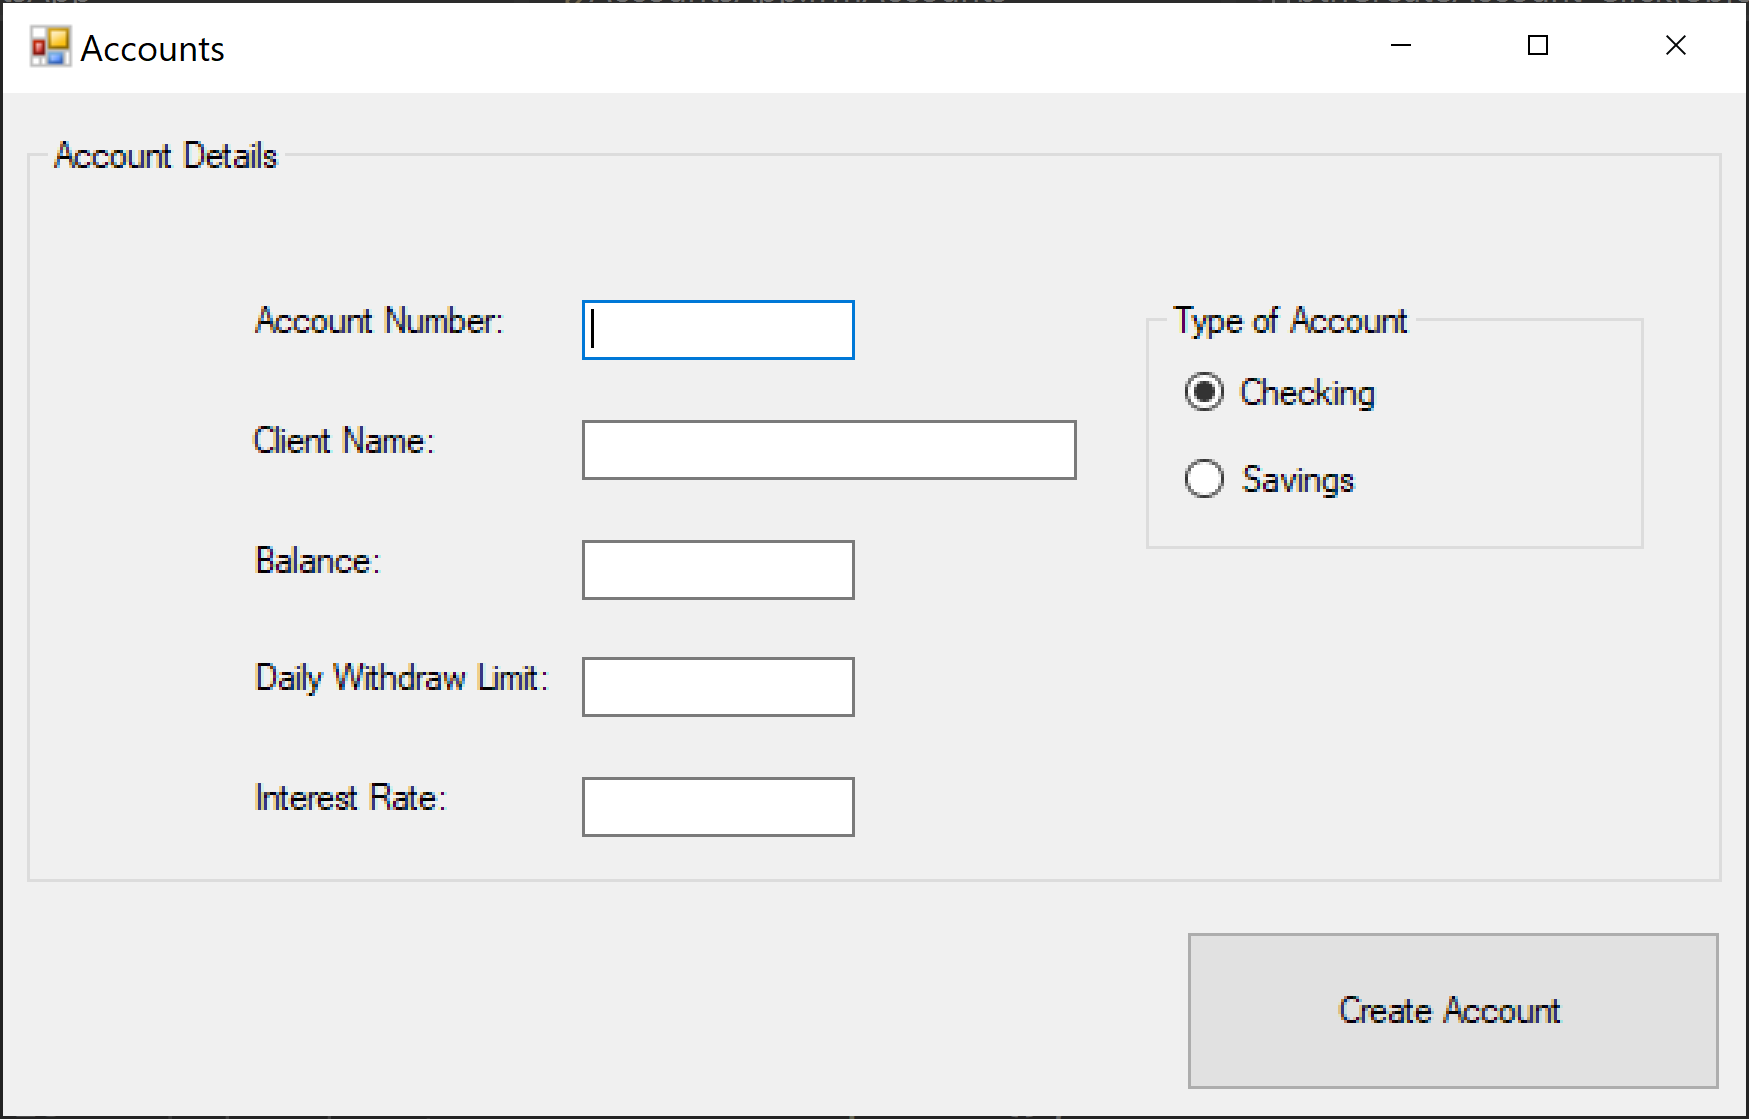 Accounts
Account Details
Account Number:
Type of Account
Checking
Client Name:
Savings
Balance:
Daily Withdraw Limit:
Interest Rate:
Create Account